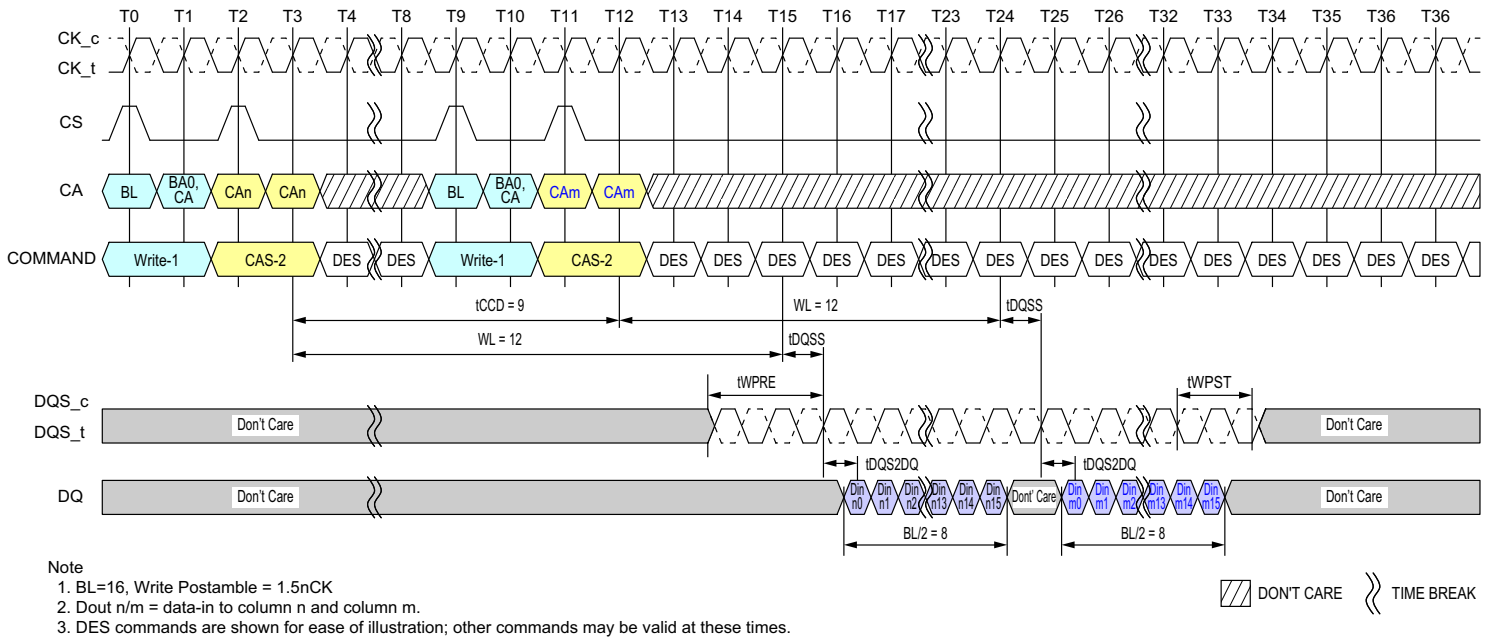 T0 T1 T2 T3 T4 T8 T9 T10 T11 T12 T13 T14 T15 T16 T17 T23 T24 T25 T26 T32 T33 T34 T35 T36 T36
CK_c
CK_t
CS
CA BL BA0, CA CAn CAn BL BA0, CA CAm CAm
COMMAND Write-1 CAS-2 DES DES Write-1 CAS-2 DES DES DES DES DES DES DES DES DES DES DES DES DES DES DES
tCCD = 9 WL = 12 tDQSS
WL = 12 tDQSS
tWPRE tWPST
DQS_c
DQS_t Don't Care Don't Care
tDQS2DQ tDQS2DQ
DQ Don't Care Din n0 Din n1 Din n2 Din n13 Din n14 Din n15 Dont' Care Din m0 Din m1 Din m2 Din m13 Din m14 Din m15 Don't Care
BL/2 = 8 BL/2 = 8
Note
1. BL=16, Write Postamble = 1.5nCK
2. Dout n/m = data-in to column n and column m.
3. DES commands are shown for ease of illustration; other commands may be valid at these times.
DON'T CARE TIME BREAK